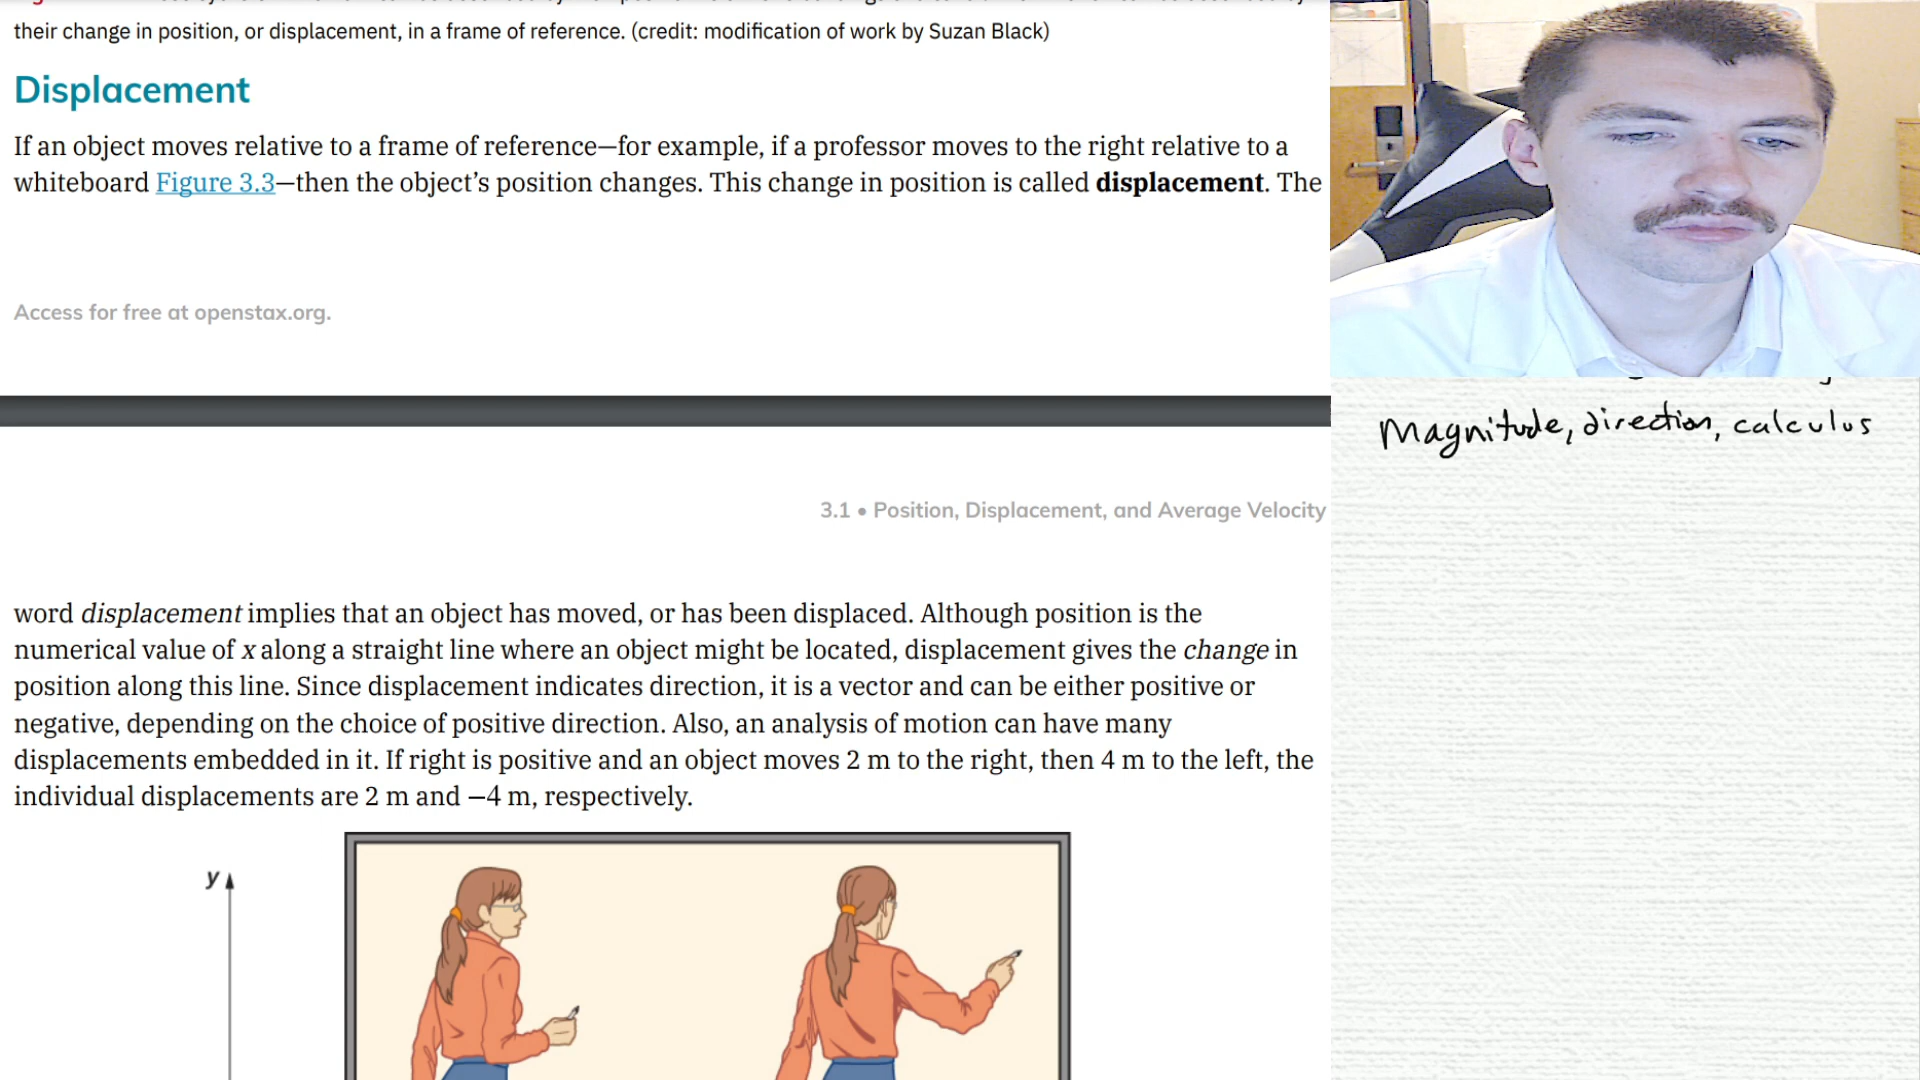 their change in position, or displacement, in a frame of reference. (credit: modification of work by Suzan Black)
Displacement
If an object moves relative to a frame of reference—for example, if a professor moves to the right relative to a
whiteboard Figure 3.3—then the object’s position changes. This change in position is called displacement. The
Access for free at openstax.org.
3.1 • Position, Displacement, and Average Velocity
word displacement implies that an object has moved, or has been displaced. Although position is the
numerical value of x along a straight line where an object might be located, displacement gives the change in
position along this line. Since displacement indicates direction, it is a vector and can be either positive or
negative, depending on the choice of positive direction. Also, an analysis of motion can have many
displacements embedded in it. If right is positive and an object moves 2 m to the right, then 4 m to the left, the
individual displacements are 2 m and −4 m, respectively.
y
Magnitude, direction, calculus